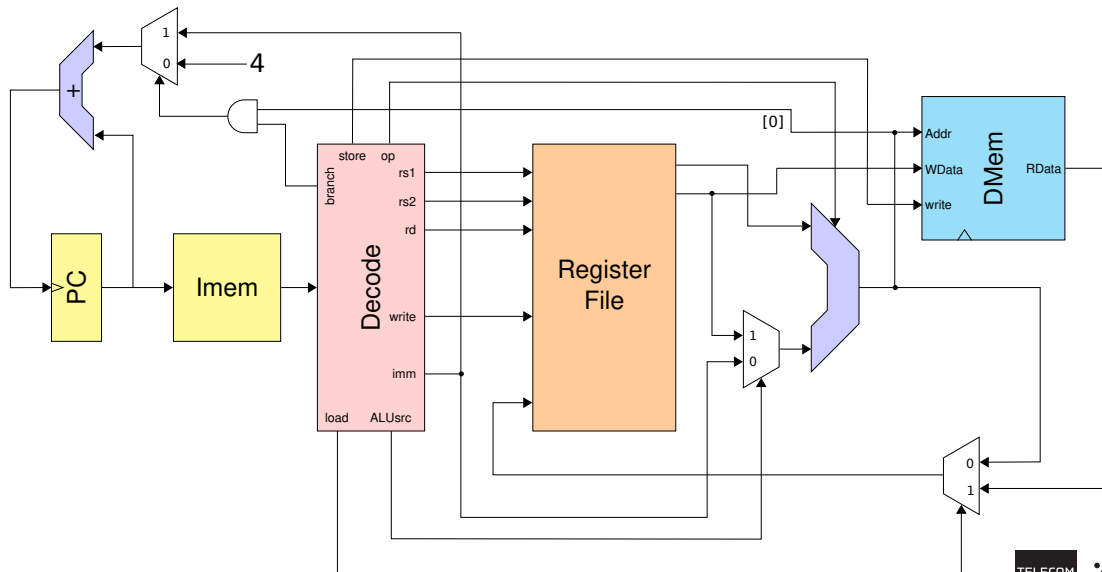 1
0
4
+
[0]
store
op
branch
rs1
rs2
rd
Decode
write
imm
load
ALUsrc
PC
Imem
Register
File
1
0
Addr
WData
write
DMem
RData
0
1
TELECOM